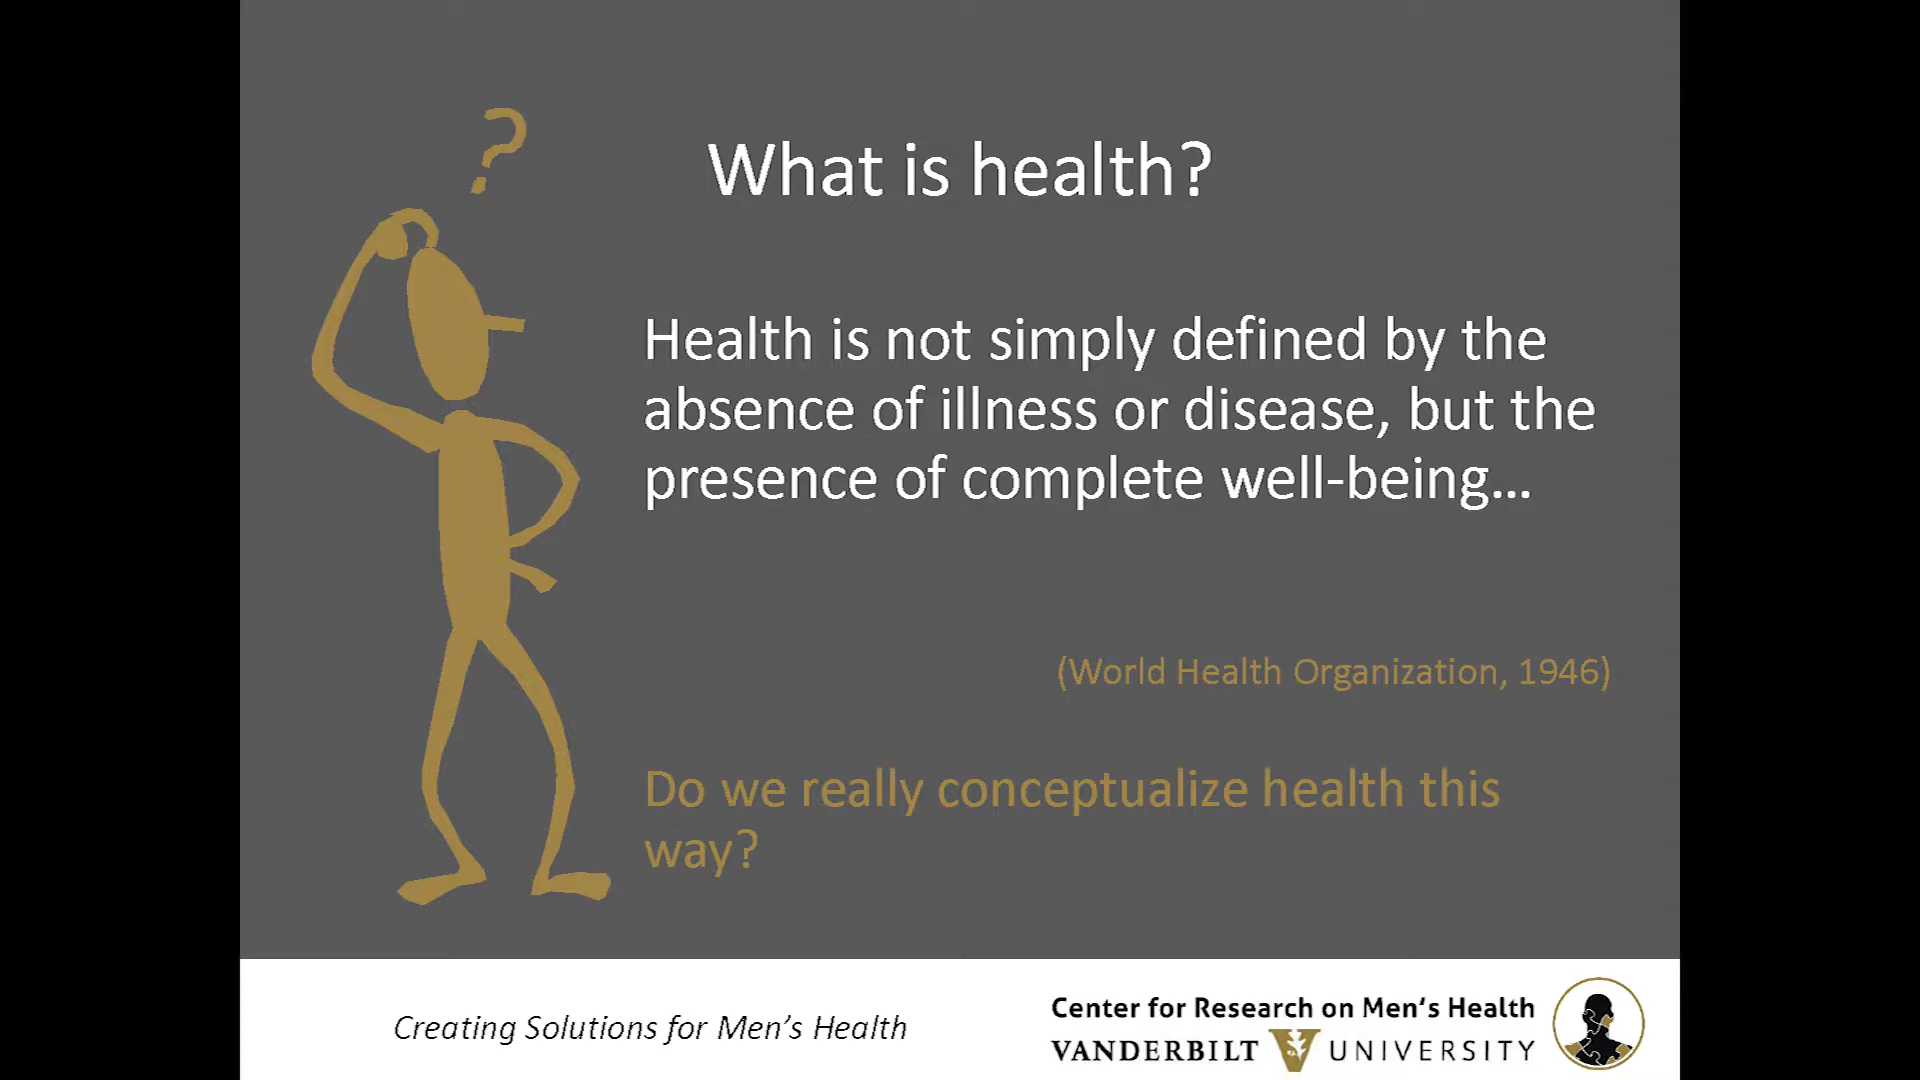 ?
What is health?
Health is not simply defined by the
absence of illness or disease, but the
presence of complete well-being...
(World Health Organization, 1946)
Do we really conceptualize health this
way?
Creating Solutions for Men's Health
Center for Research on Men's Health
VANDERBILT V UNIVERSITY